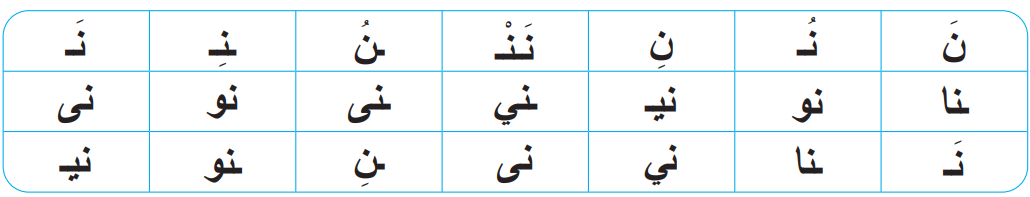 نَ نُـ نِ نَـنْـ ـنُ ـنِـ نَـ
ـنا نو نيـ ـني ـنى نو نى
نَـ ـنا ني نى ـنِ ـنو نيـ